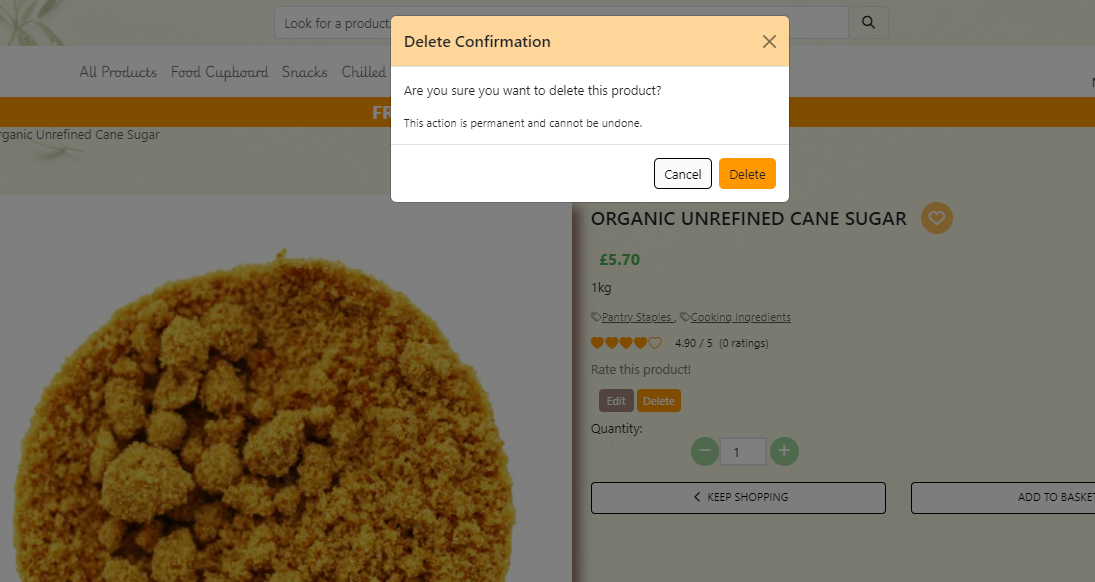 Look for a product
Delete Confirmation
All Products Food Cupboard Snacks Chilled
Are you sure you want to delete this product?
This action is permanent and cannot be undone.
Organic Unrefined Cane Sugar
Cancel Delete
ORGANIC UNREFINED CANE SUGAR
£5.70
1kg
Pantry Staples , Cooking Ingredients
4.90 / 5 (0 ratings)
Rate this product!
Edit Delete
Quantity:
1
KEEP SHOPPING
ADD TO BASKET